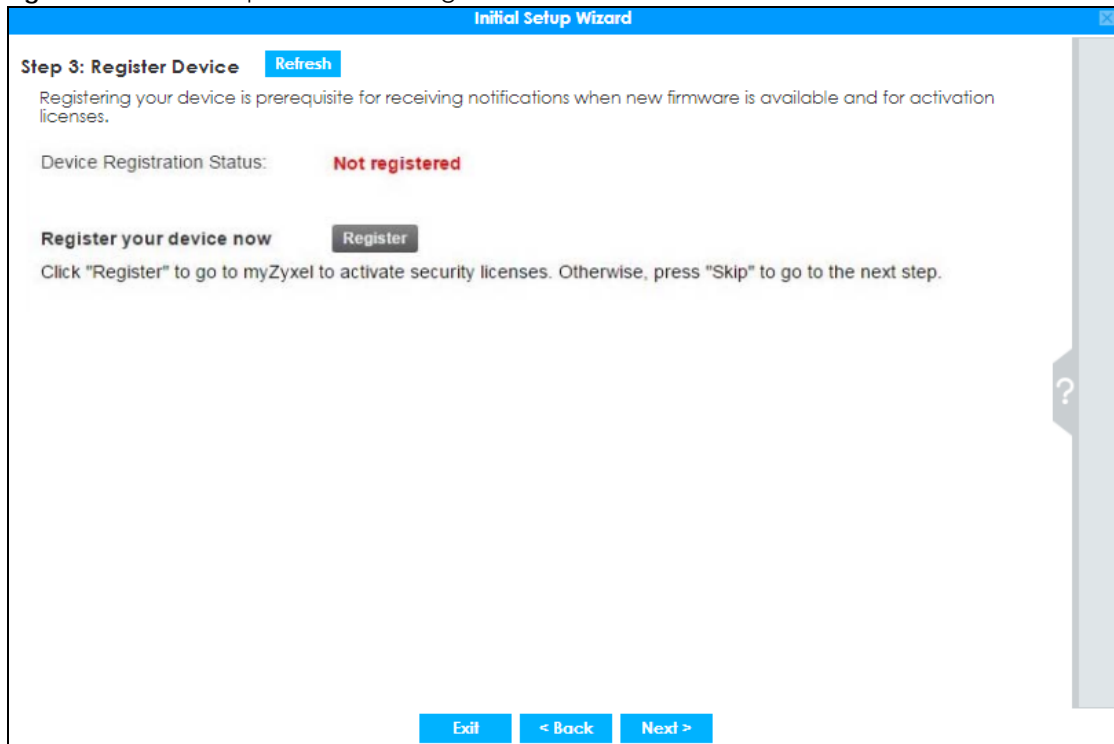 Initial Setup Wizard
Step 3: Register Device Refresh
Registering your device is prerequisite for receiving notifications when new firmware is available and for activation
licenses.
Device Registration Status: Not registered
Register your device now Register
Click "Register" to go to myZyxel to activate security licenses. Otherwise, press "Skip" to go to the next step.
?
Exit < Back Next >